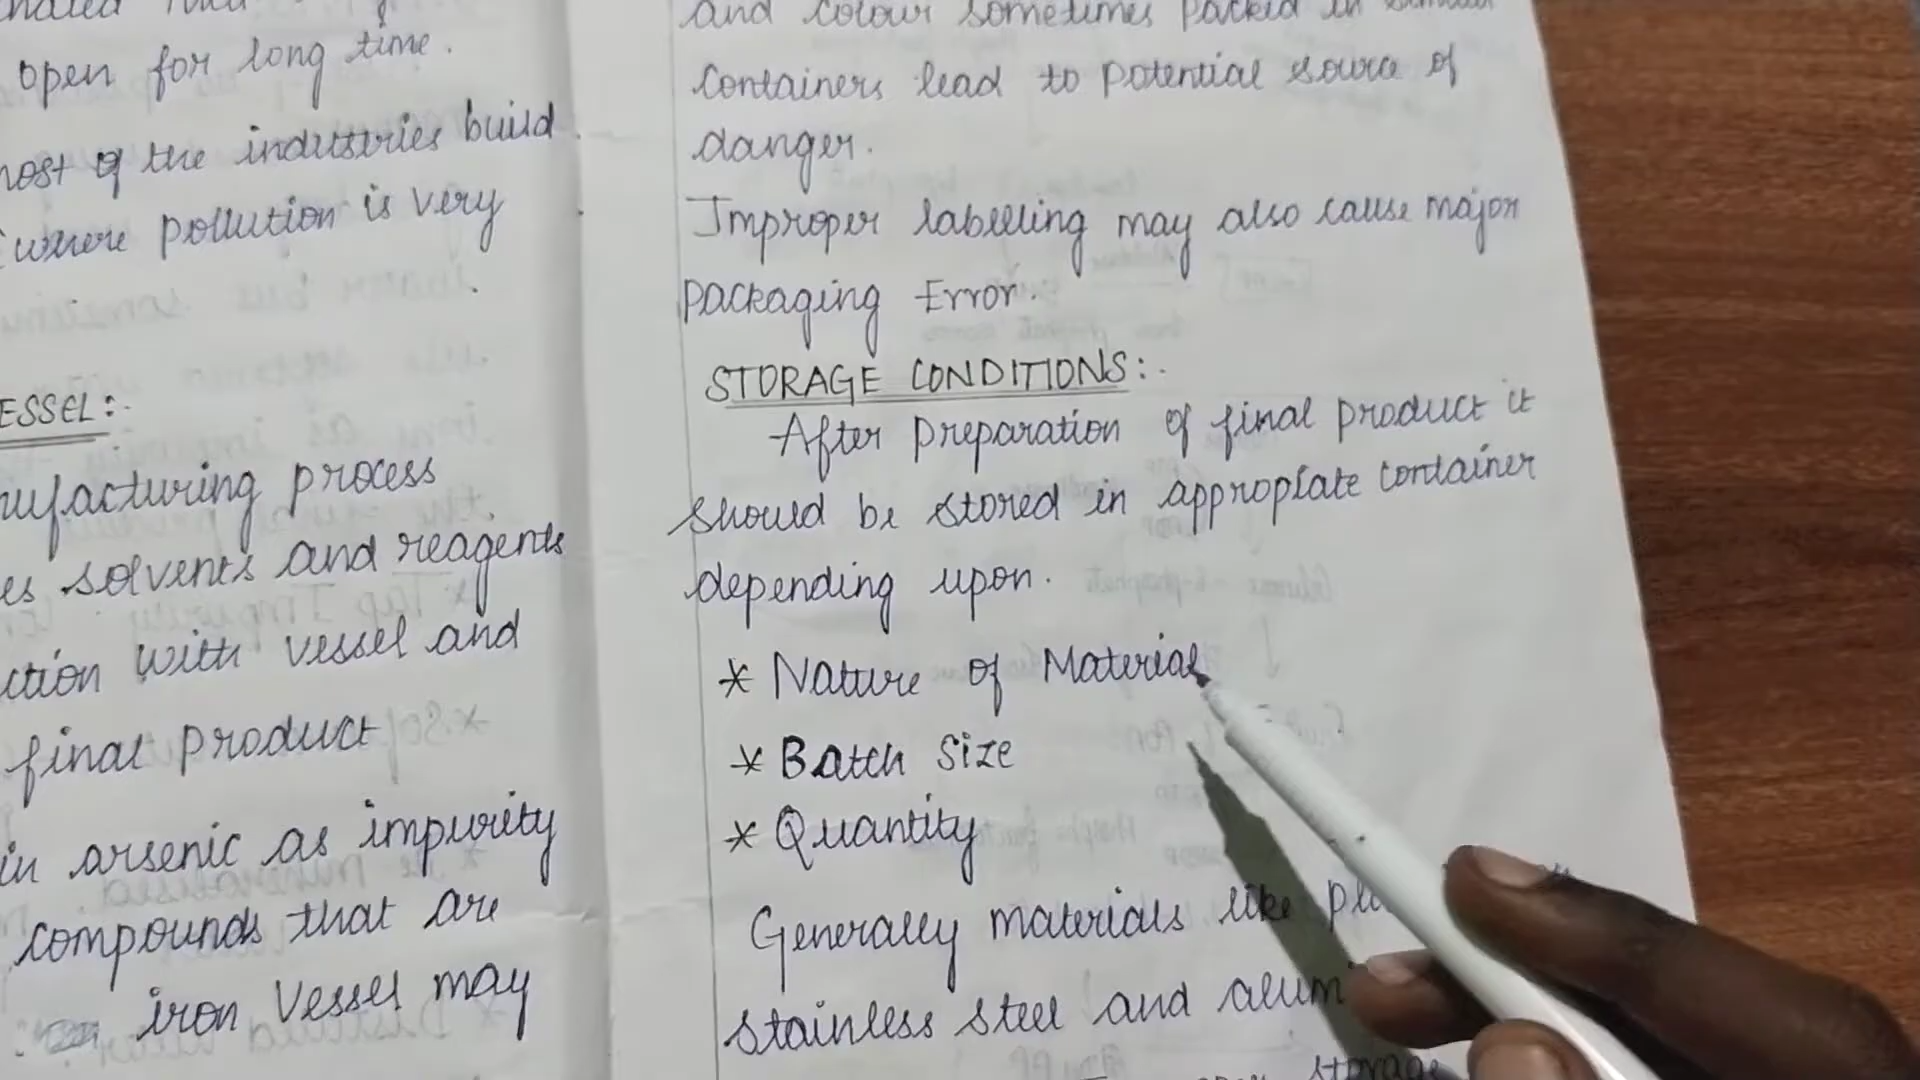 open for long time.
most of the industries build
where pollution is very
ESSEL:-
nufacturing process
es solvents and reagents
ction with vessel and
final product
in arsenic as impurity
compounds that are
iron Vessel may
and colour sometimes packed in
containers lead to potential source of
danger.
Improper labelling may also cause major
packaging Error.
STORAGE CONDITIONS:-
After preparation of final product it
should be stored in appropiate container
depending upon.
* Nature of Material
* Batch Size
* Quantity
Generally materials like
stainless steel and alum
storage